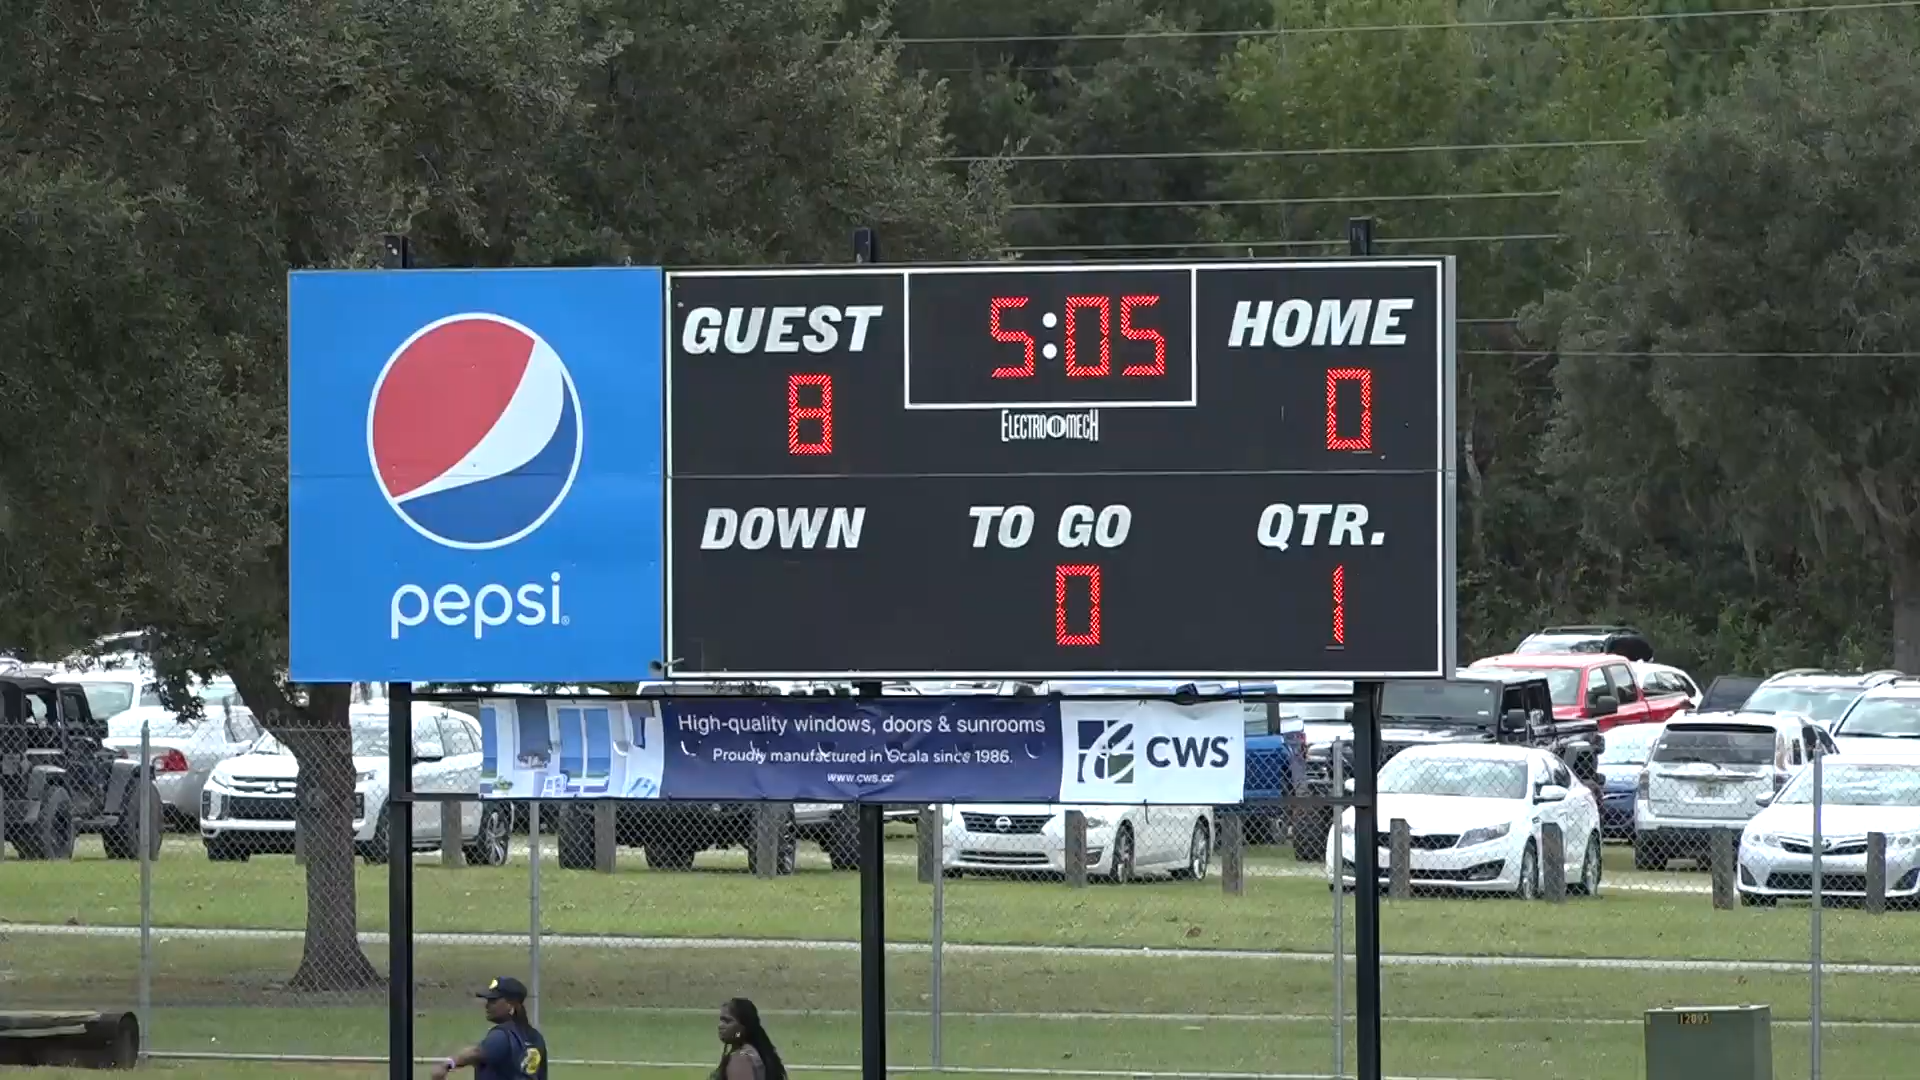 GUEST
5:05
HOME
8
0
ELECTRO MECH
DOWN
TO GO
QTR.
0
1
pepsi
High-quality windows, doors & sunrooms
Proudly manufactured in Ocala since 1986.
www.cws.cc
CWS
12093